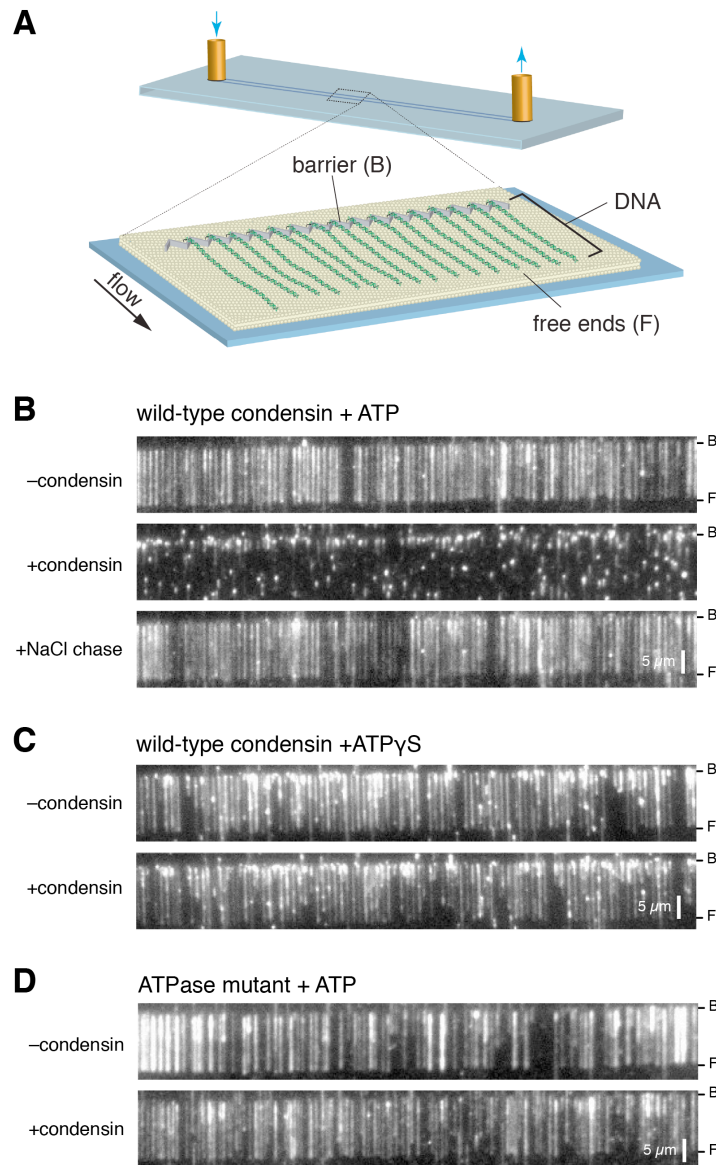 A
barrier (B)
DNA
flow
free ends (F)
B
wild-type condensin + ATP
–condensin
B
F
+condensin
B
+NaCl chase
B
5 µm
F
C
wild-type condensin +ATPγS
–condensin
B
F
+condensin
B
5 µm
F
D
ATPase mutant + ATP
–condensin
B
F
+condensin
B
5 µm
F